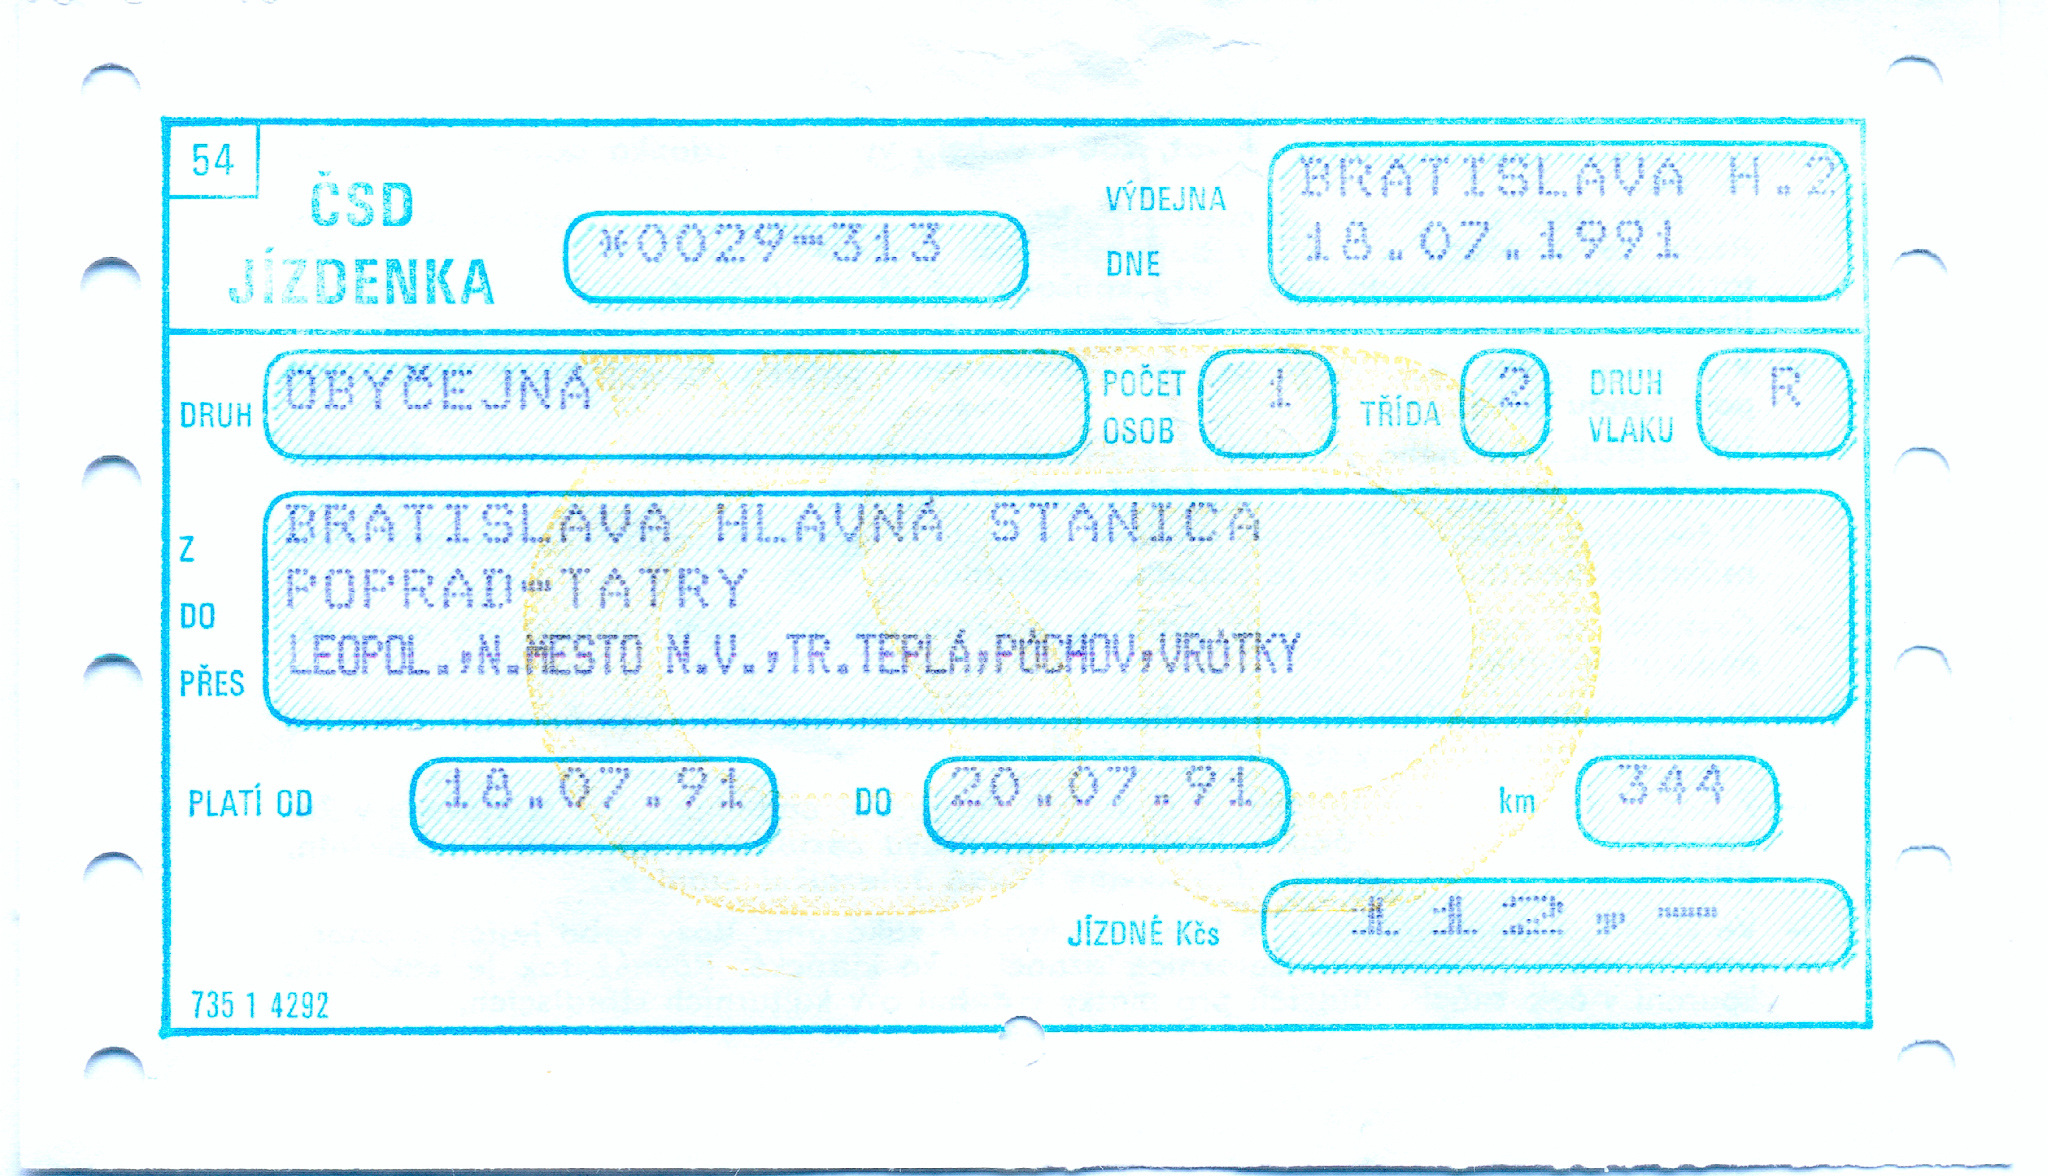 54
ČSD
JÍZDENKA
*0029-313
VÝDEJNA BRATISLAVA H.2
DNE 18.07.1991
DRUH OBYČEJNÁ
POČET OSOB 1
TŘÍDA 2
DRUH VLAKU R
Z BRATISLAVA HLAVNÁ STANICA
DO POPRAD-TATRY
PŘES LEOPOL.,N.MESTO N.V.,TR.TEPLÁ,PÚCHOV,VRÚTKY
PLATÍ OD 18.07.91 DO 20.07.91 km 344
JÍZDNÉ Kčs 112,-
735 1 4292